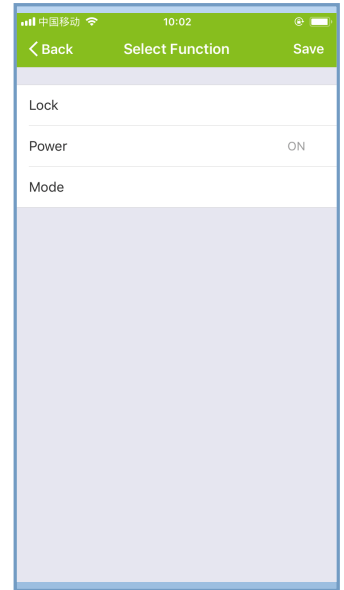 中国移动 10:02
Back Select Function Save
Lock
Power ON
Mode